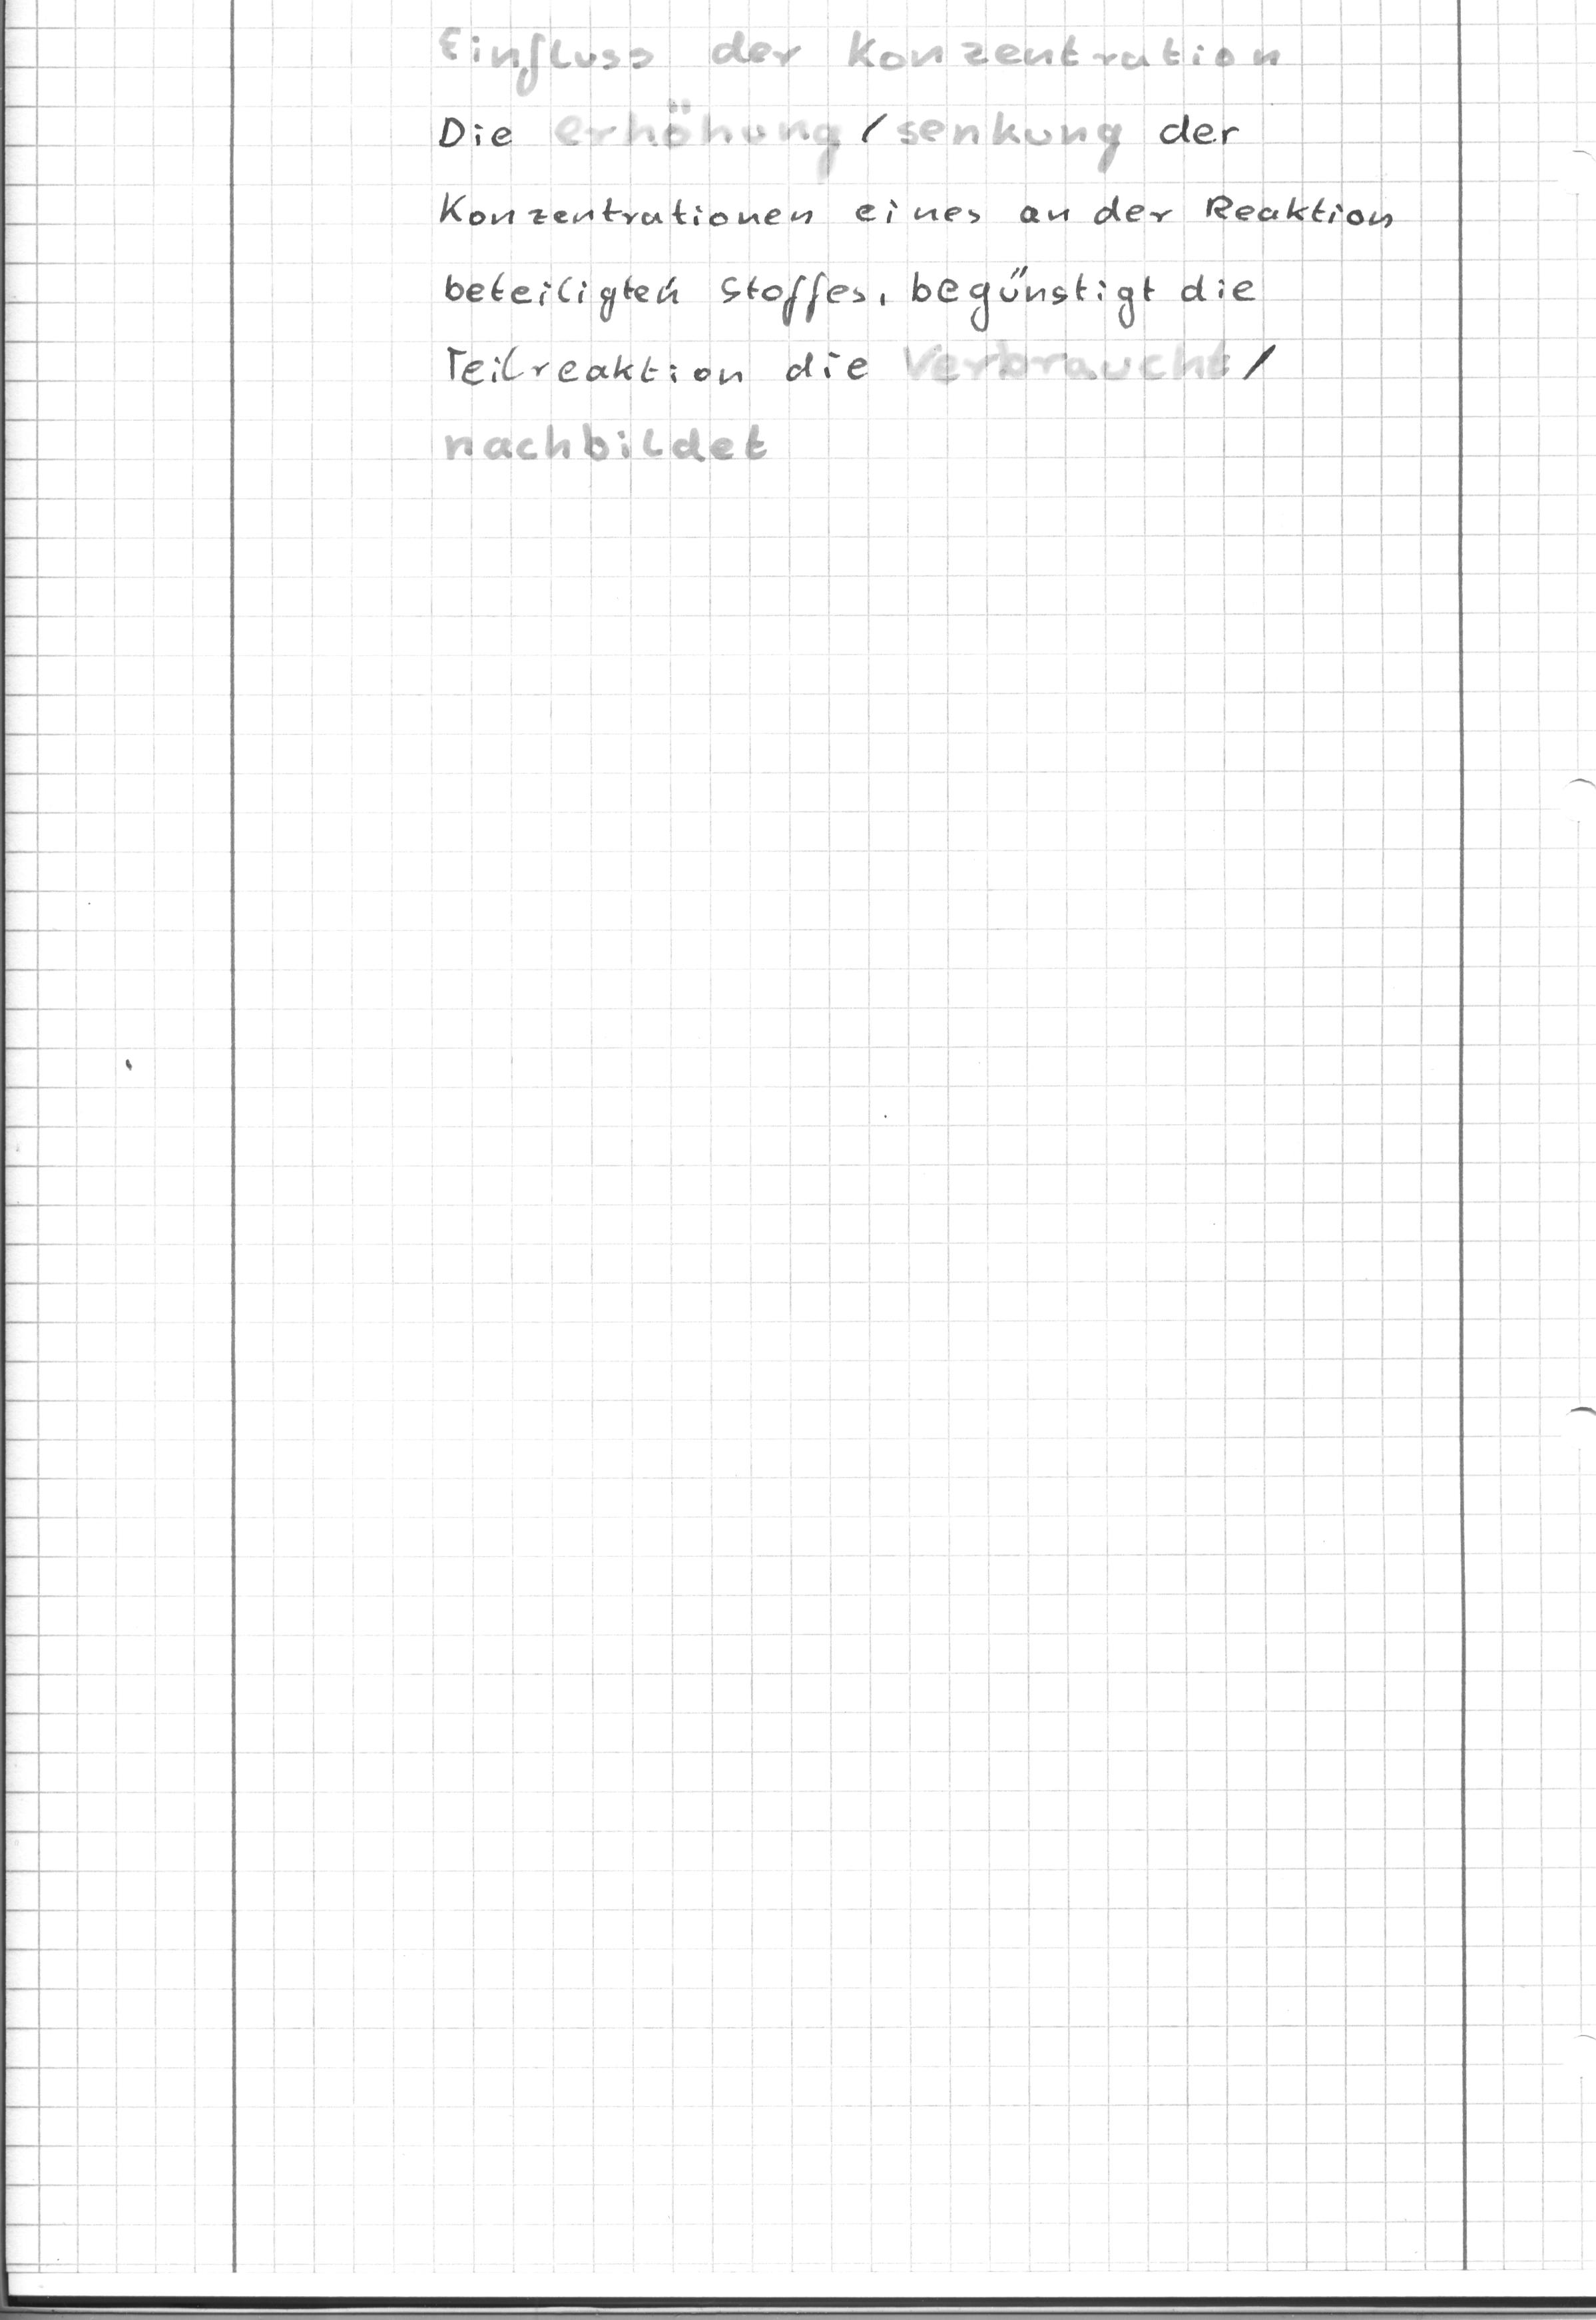 Einfluss der Konzentration
Die erhöhung / senkung der
Konzentrationen eines an der Reaktion
beteiligten Stoffes, begünstigt die
Teilreaktion die Verbraucht /
nachbildet